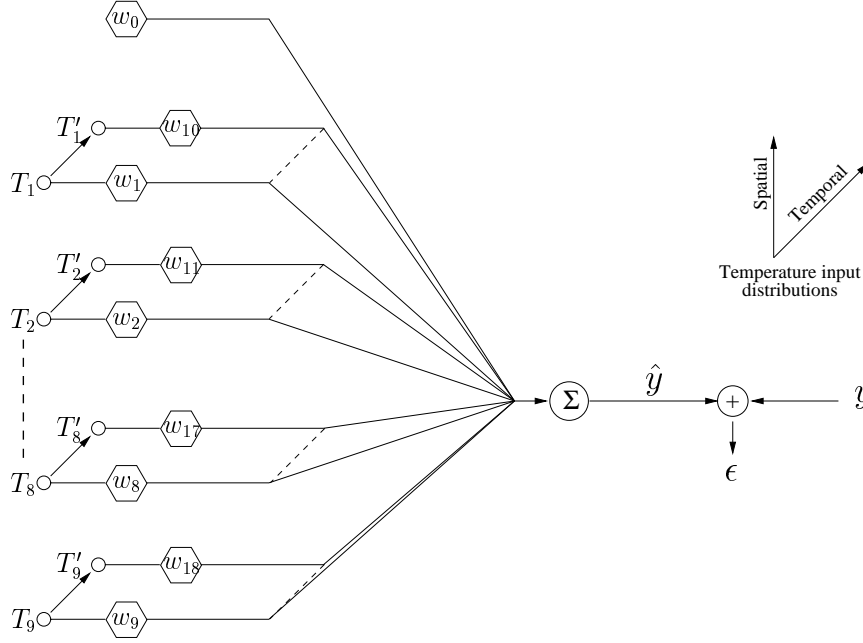 w₀
T′₁ w₁₀
T₁ w₁
T′₂ w₁₁
T₂ w₂
T′₈ w₁₇
T₈ w₈
T′₉ w₁₈
T₉ w₉
Σ
ŷ
+
y
ϵ
Spatial
Temporal
Temperature input
distributions